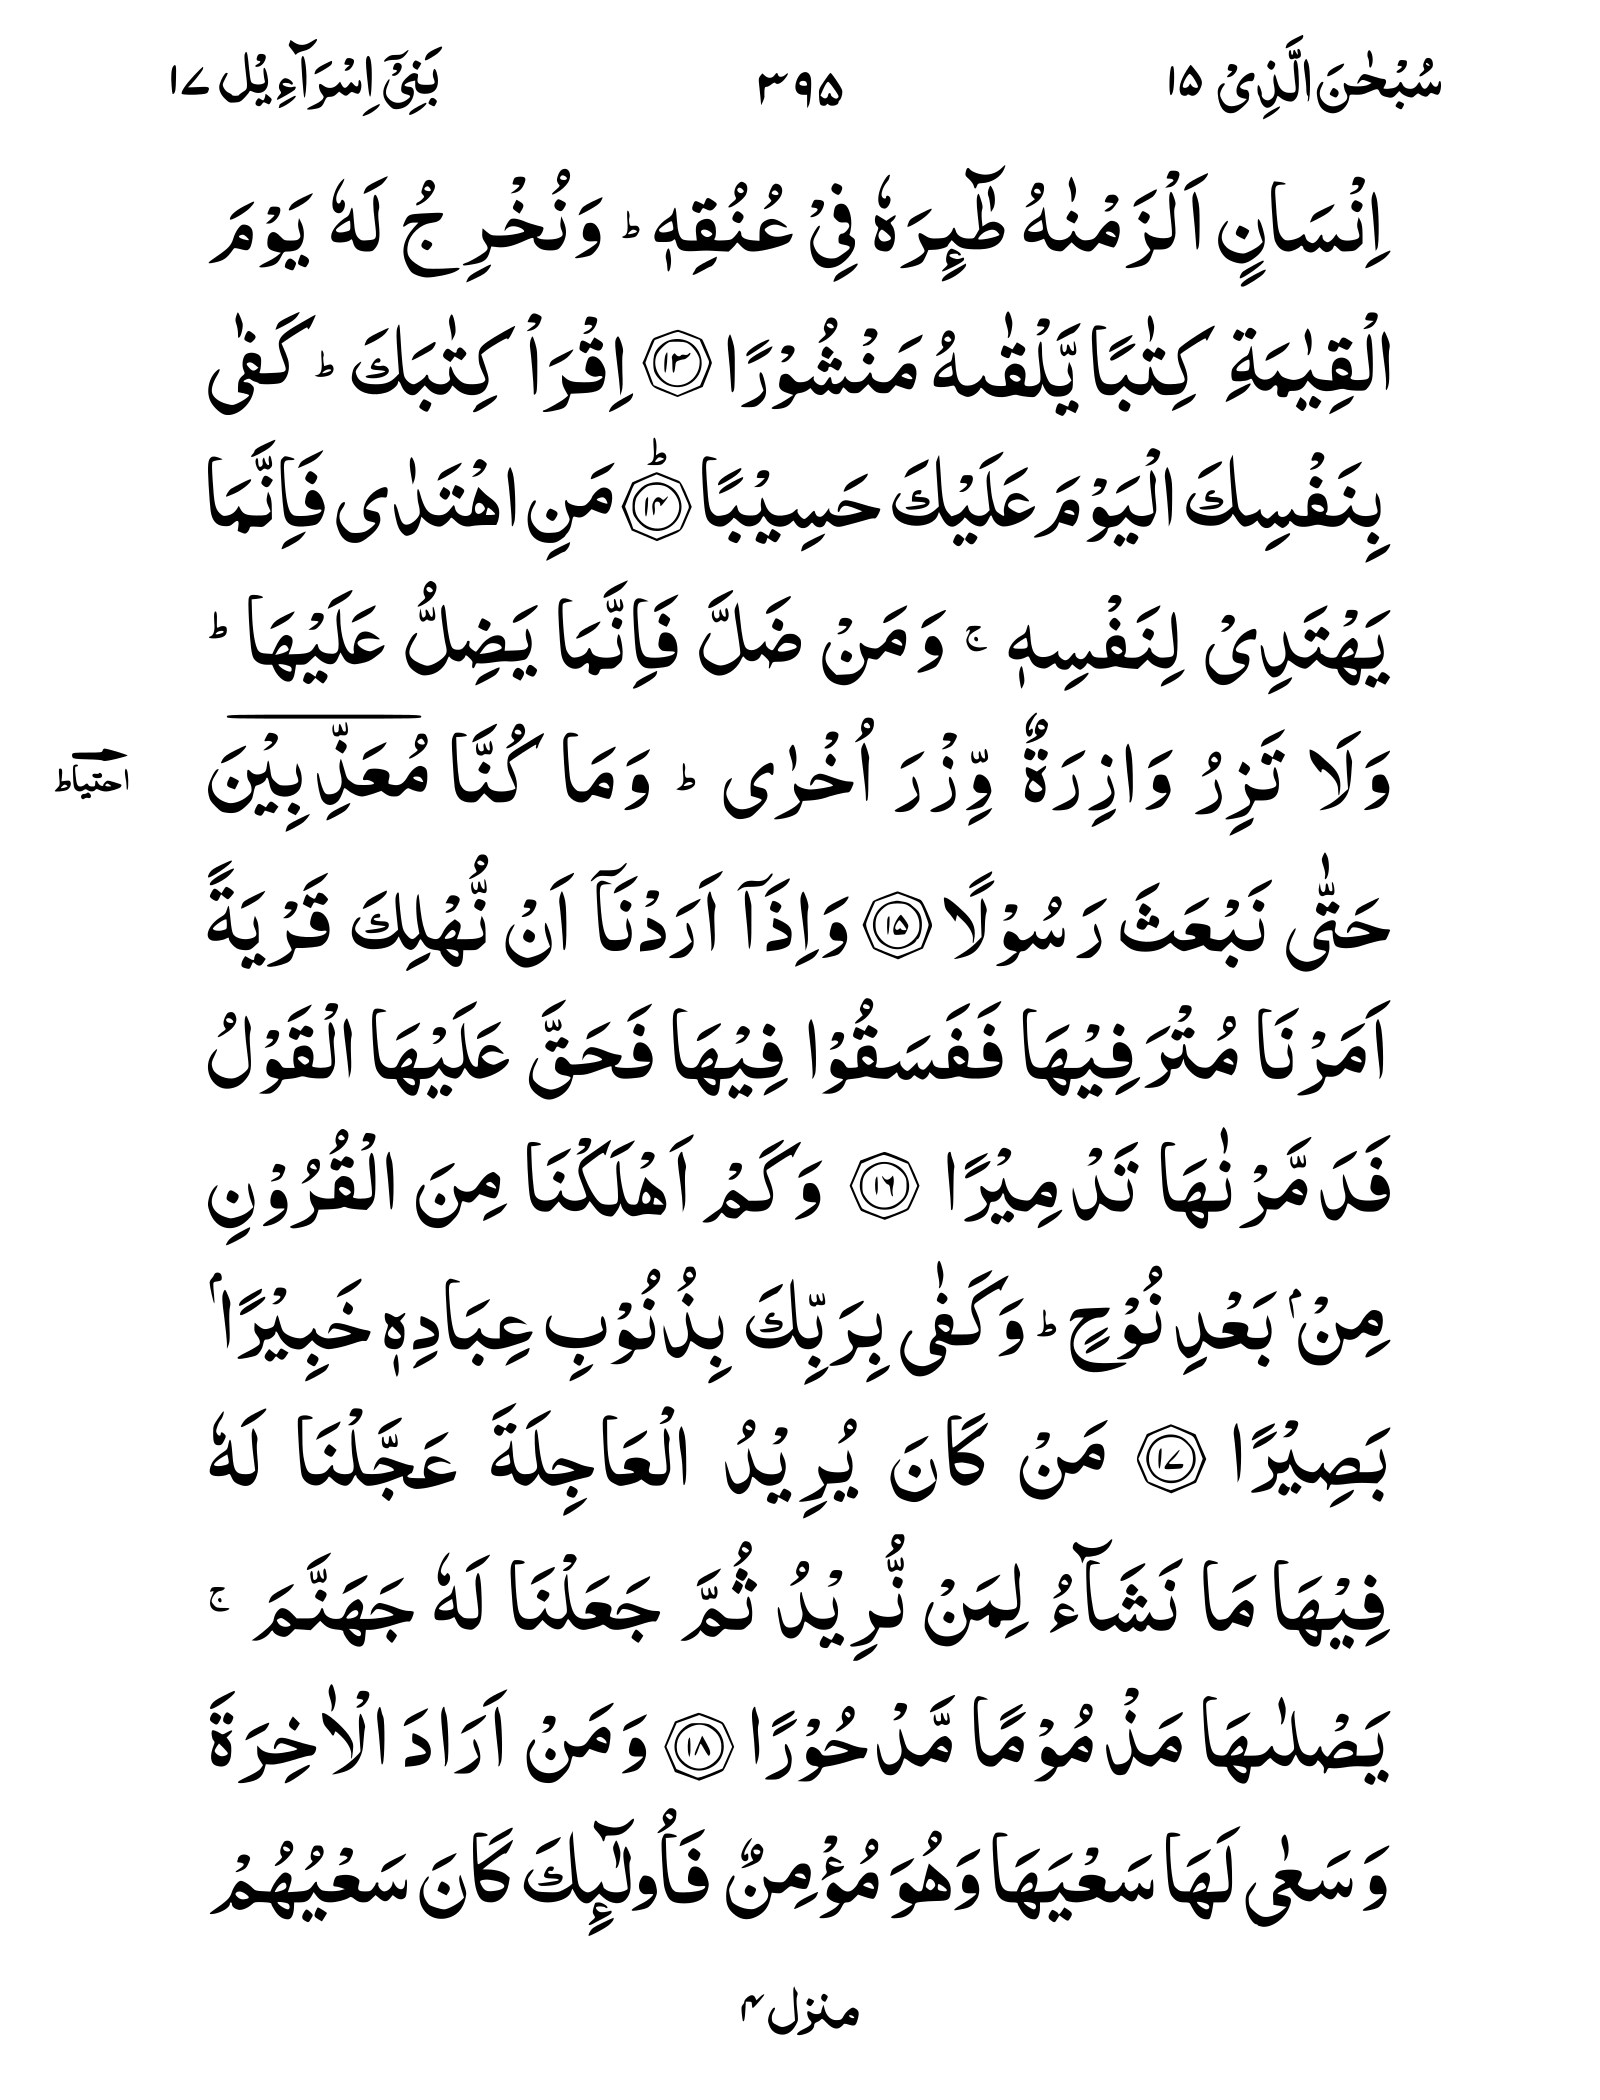 سُبْحٰنَ الَّذِیْ ۱۵
۳۹۵
بَنِیْۤ اِسْرَآءِیْل ۱۷
اِنْسَانٍ اَلْزَمْنٰهُ طٰٓىِٕرَهٗ فِیْ عُنُقِهٖ ؕ وَنُخْرِجُ لَهٗ یَوْمَ
الْقِیٰمَةِ كِتٰبًا یَّلْقٰىهُ مَنْشُوْرًا ﴿۱۳﴾ اِقْرَاْ كِتٰبَكَ ؕ كَفٰی
بِنَفْسِكَ الْیَوْمَ عَلَیْكَ حَسِیْبًا ﴿۱۴﴾ؕ مَنِ اهْتَدٰی فَاِنَّمَا
یَهْتَدِیْ لِنَفْسِهٖ ۚ وَمَنْ ضَلَّ فَاِنَّمَا یَضِلُّ عَلَیْهَا ؕ
وَلَا تَزِرُ وَازِرَةٌ وِّزْرَ اُخْرٰی ؕ وَمَا كُنَّا مُعَذِّبِیْنَ
احتیاط
حَتّٰی نَبْعَثَ رَسُوْلًا ﴿۱۵﴾ وَاِذَاۤ اَرَدْنَاۤ اَنْ نُّهْلِكَ قَرْیَةً
اَمَرْنَا مُتْرَفِیْهَا فَفَسَقُوْا فِیْهَا فَحَقَّ عَلَیْهَا الْقَوْلُ
فَدَمَّرْنٰهَا تَدْمِیْرًا ﴿۱۶﴾ وَكَمْ اَهْلَكْنَا مِنَ الْقُرُوْنِ
مِنْۢ بَعْدِ نُوْحٍ ؕ وَكَفٰی بِرَبِّكَ بِذُنُوْبِ عِبَادِهٖ خَبِیْرًۢا
بَصِیْرًا ﴿۱۷﴾ مَنْ كَانَ یُرِیْدُ الْعَاجِلَةَ عَجَّلْنَا لَهٗ
فِیْهَا مَا نَشَآءُ لِمَنْ نُّرِیْدُ ثُمَّ جَعَلْنَا لَهٗ جَهَنَّمَ ۚ
یَصْلٰىهَا مَذْمُوْمًا مَّدْحُوْرًا ﴿۱۸﴾ وَمَنْ اَرَادَ الْاٰخِرَةَ
وَسَعٰی لَهَا سَعْیَهَا وَهُوَ مُؤْمِنٌ فَاُولٰٓىِٕكَ كَانَ سَعْیُهُمْ
منزل ۴